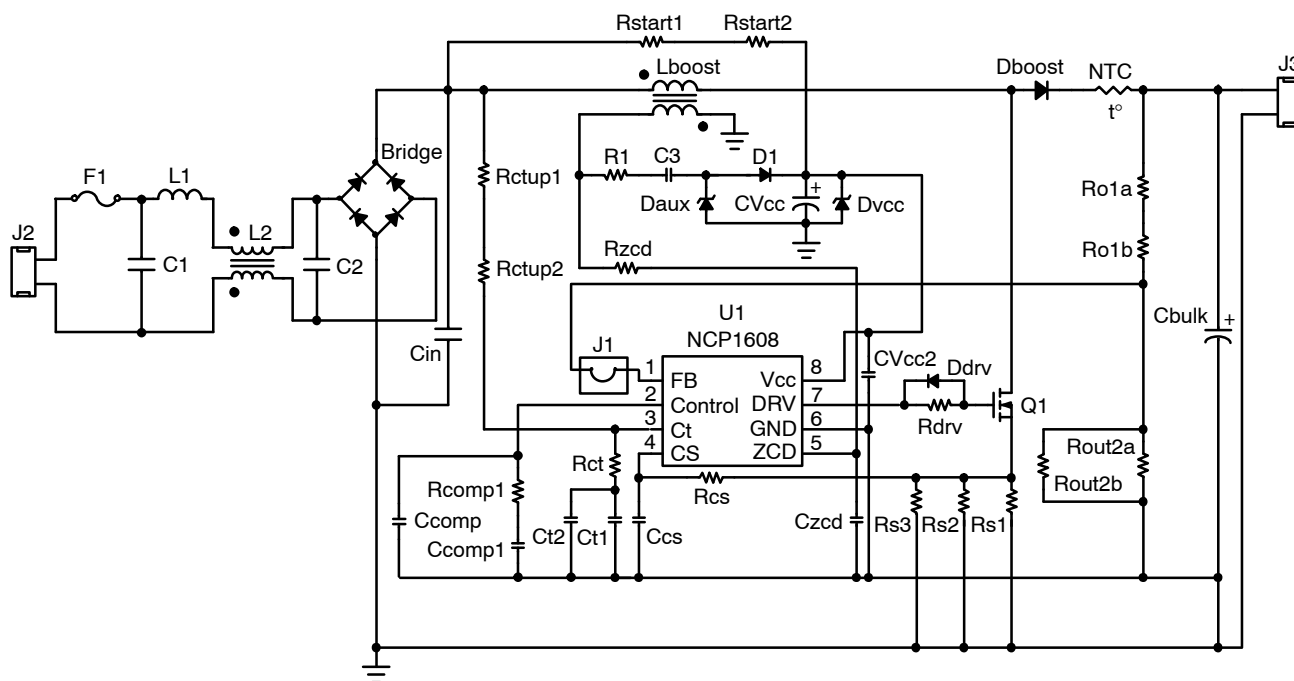 Rstart1
Rstart2
Lboost
Dboost
NTC
t°
J3
Bridge
F1
L1
J2
C1
L2
C2
Cin
Rctup1
Rctup2
R1
C3
D1
Daux
CVcc
+
Dvcc
Rzcd
Ro1a
Ro1b
Cbulk
+
U1
NCP1608
J1
1
FB
2
Control
3
Ct
4
CS
Vcc
8
DRV
7
GND
6
ZCD
5
CVcc2
Ddrv
Rdrv
Q1
Rout2a
Rout2b
Rct
Rcs
Rcomp1
Ccomp
Ccomp1
Ct2
Ct1
Ccs
Czcd
Rs3
Rs2
Rs1